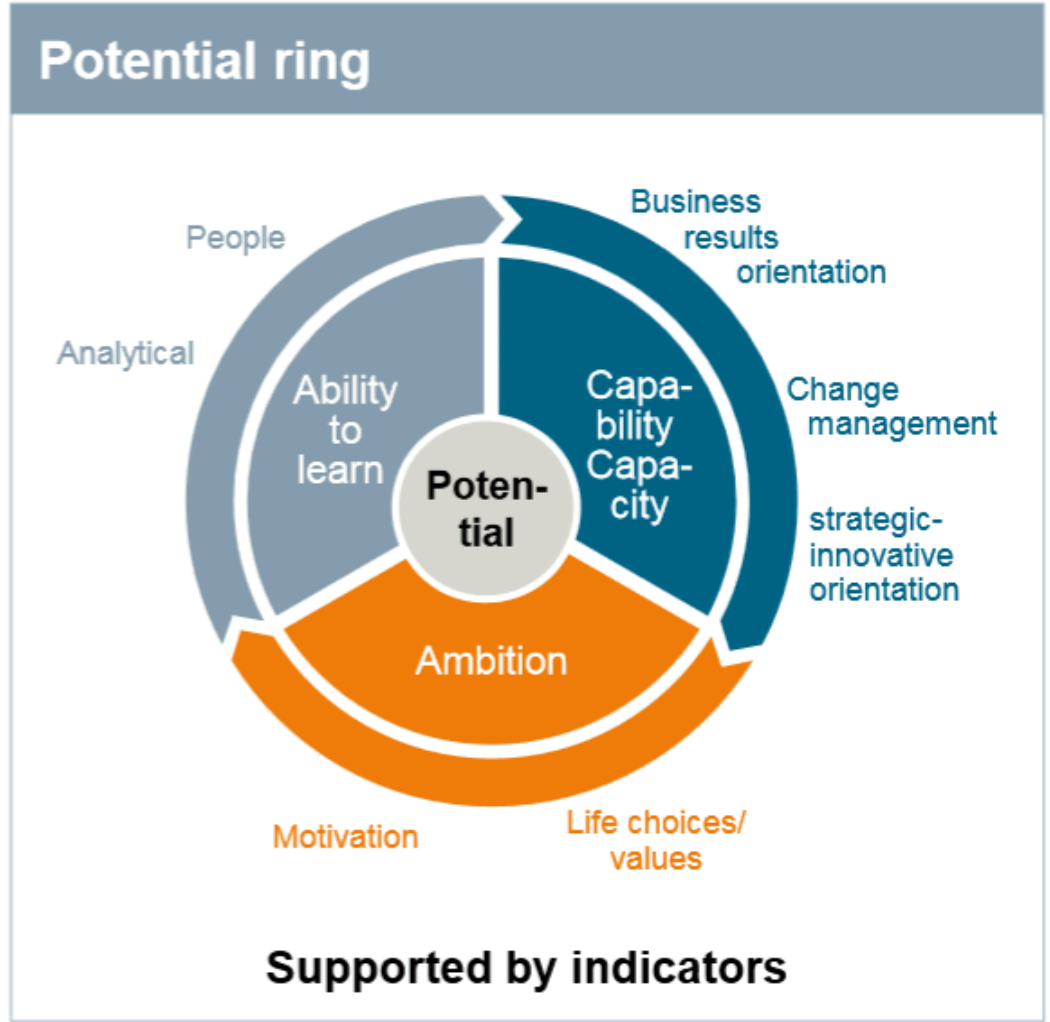 Potential ring
People
Analytical
Business
results
orientation
Change
management
strategic-
innovative
orientation
Ability
to
learn
Capa-
bility
Capa-
city
Poten-
tial
Ambition
Motivation
Life choices/
values
Supported by indicators